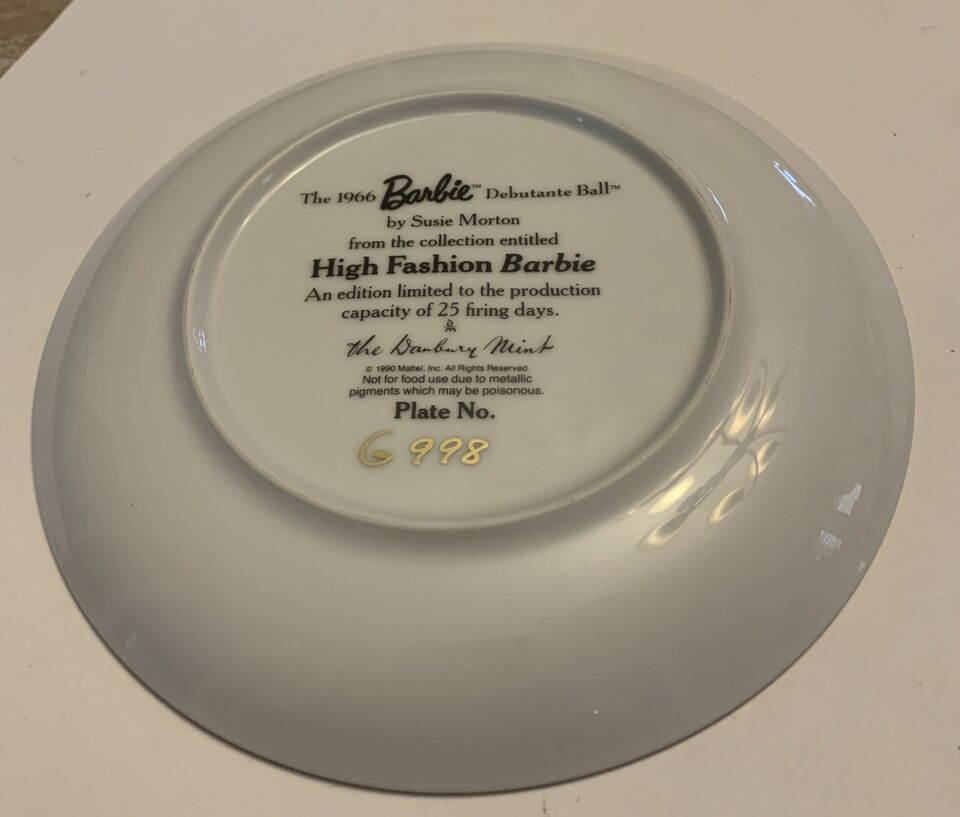 The 1966 Barbie™ Debutante Ball™
by Susie Morton
from the collection entitled
High Fashion Barbie
An edition limited to the production
capacity of 25 firing days.
the Danbury Mint
© 1990 Mattel, Inc. All Rights Reserved.
Not for food use due to metallic
pigments which may be poisonous.
Plate No.
G 998